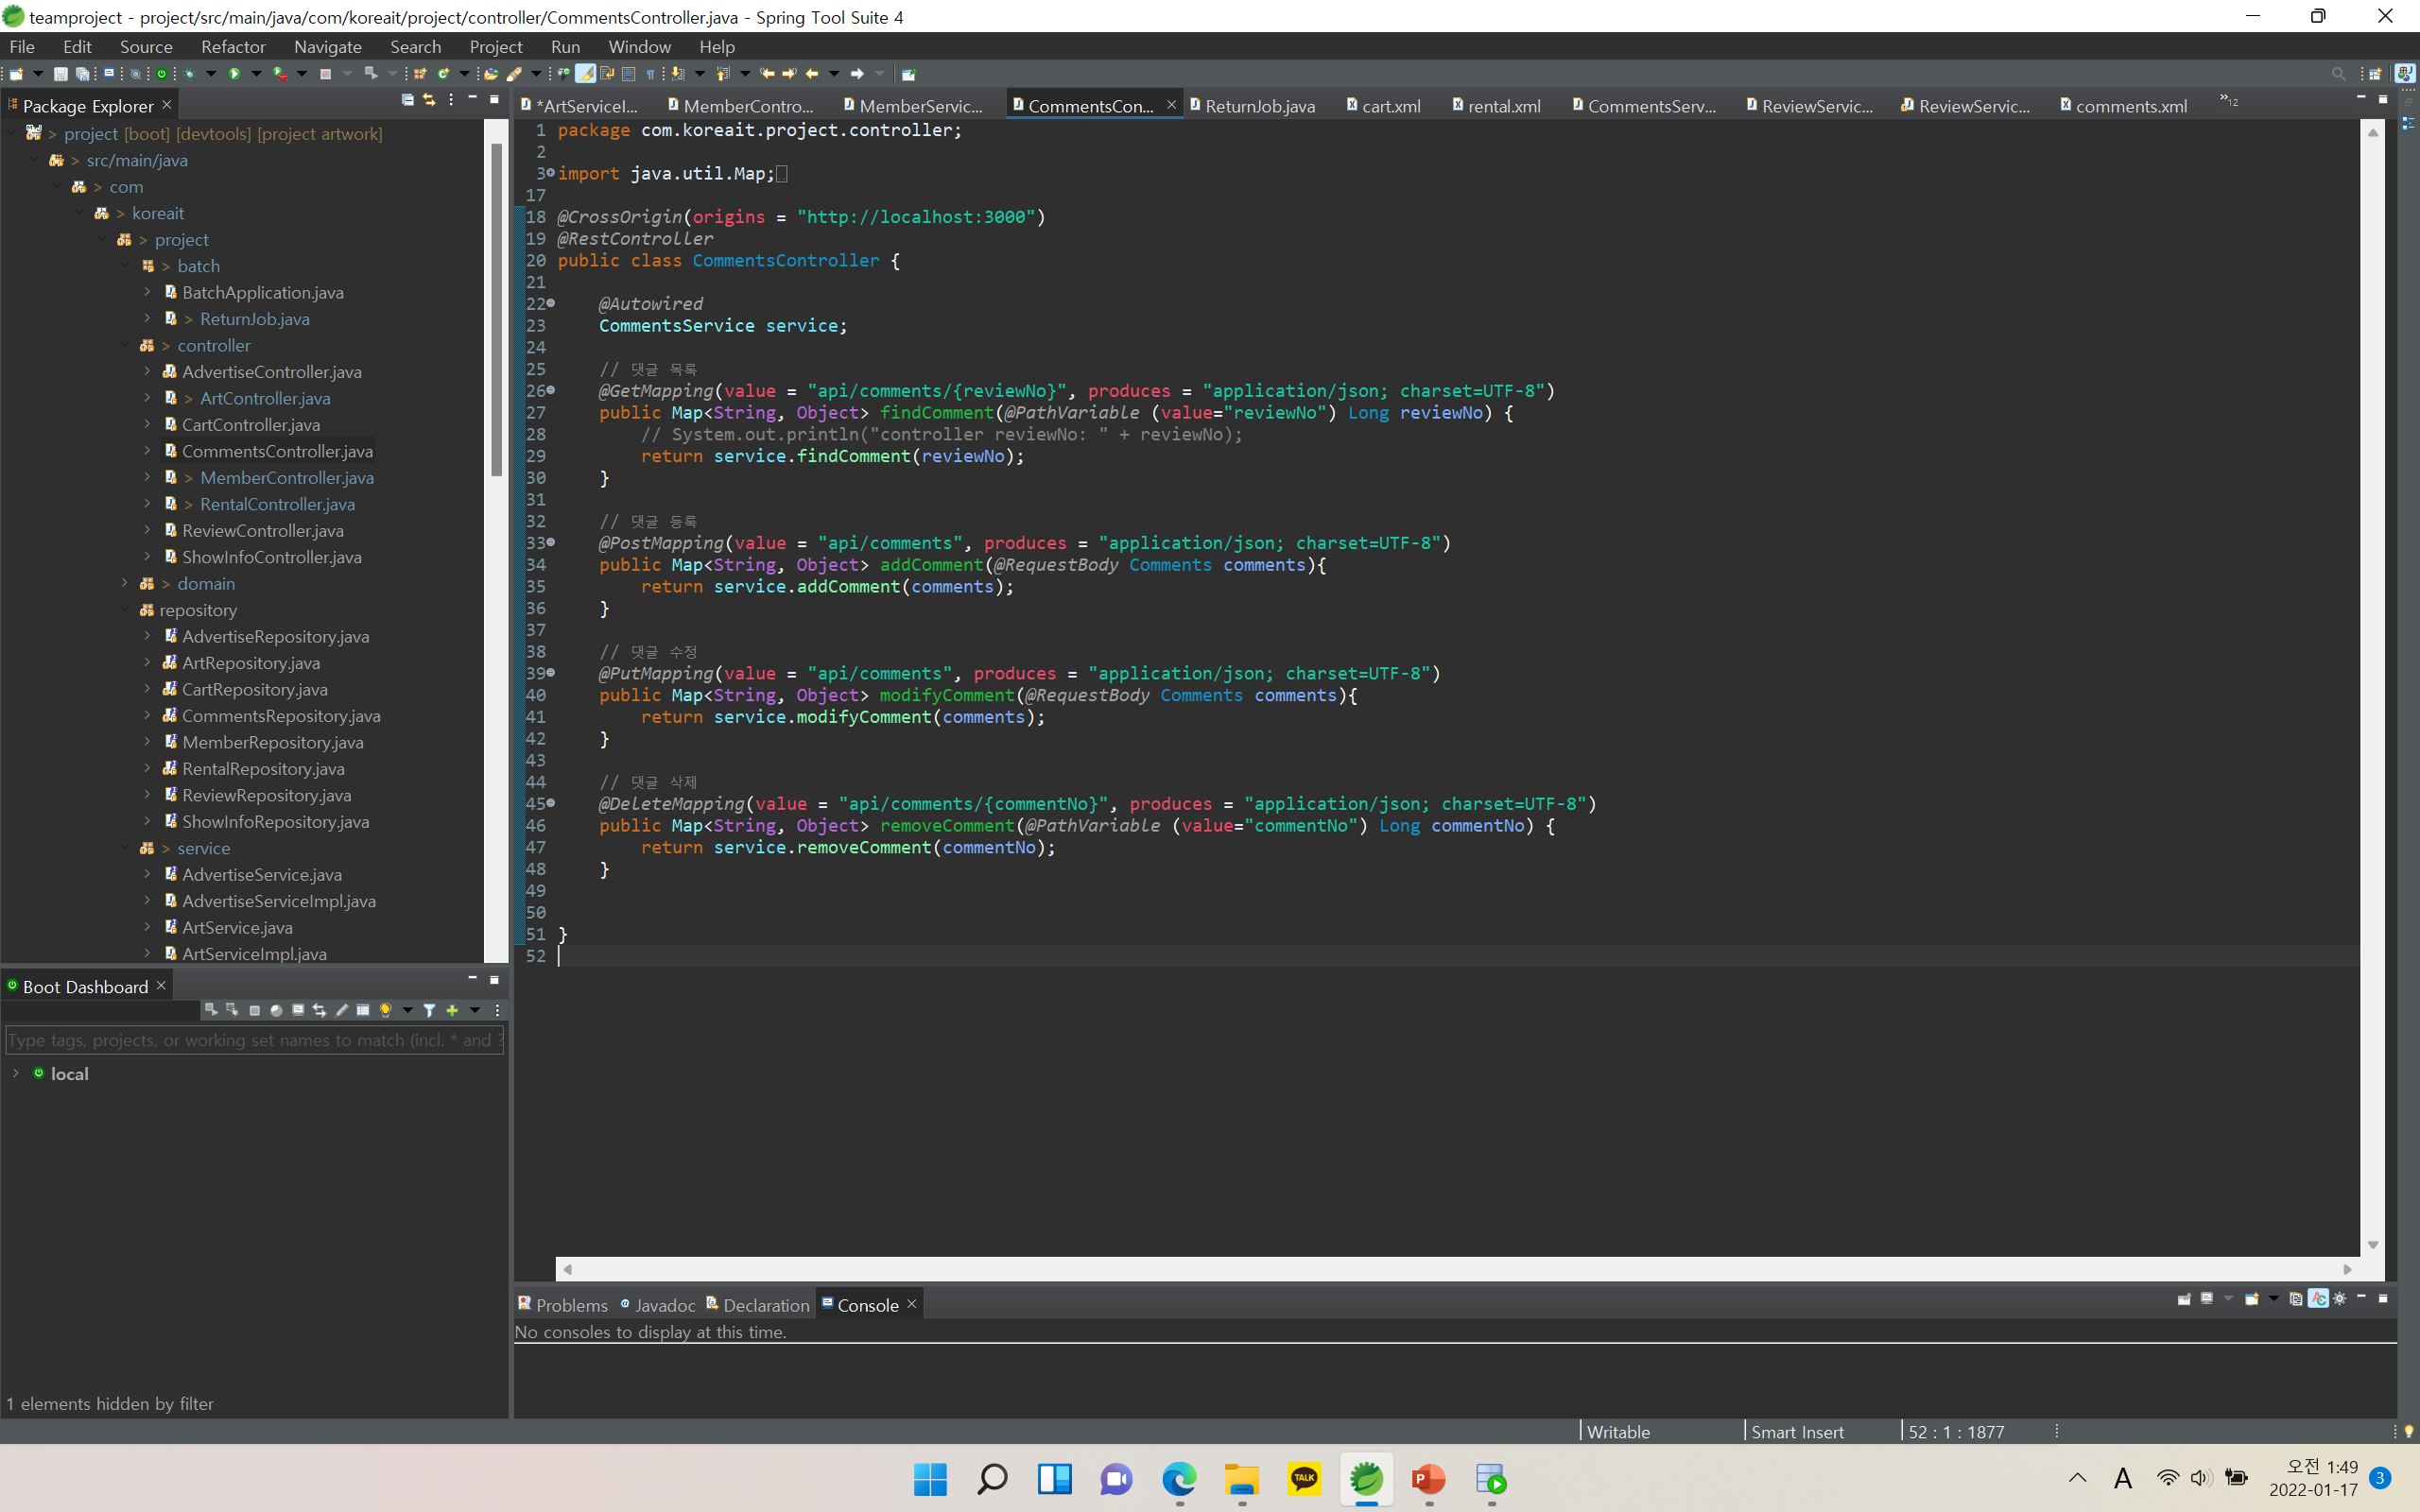 teamproject - project/src/main/java/com/koreait/project/controller/CommentsController.java - Spring Tool Suite 4
File Edit Source Refactor Navigate Search Project Run Window Help
Package Explorer
> project [boot] [devtools] [project artwork]
> src/main/java
> com
> koreait
> project
> batch
BatchApplication.java
> ReturnJob.java
> controller
AdvertiseController.java
> ArtController.java
CartController.java
CommentsController.java
> MemberController.java
> RentalController.java
ReviewController.java
ShowInfoController.java
> domain
repository
AdvertiseRepository.java
ArtRepository.java
CartRepository.java
CommentsRepository.java
MemberRepository.java
RentalRepository.java
ReviewRepository.java
ShowInfoRepository.java
> service
AdvertiseService.java
AdvertiseServiceImpl.java
ArtService.java
ArtServiceImpl.java
Boot Dashboard
Type tags, projects, or working set names to match (incl. * and ?
local
1 elements hidden by filter
*ArtServiceI... MemberContro... MemberServic... CommentsCon... ReturnJob.java cart.xml rental.xml CommentsServ... ReviewServic... ReviewServic... comments.xml »12
1 package com.koreait.project.controller;
2
3 import java.util.Map;
17
18 @CrossOrigin(origins = "http://localhost:3000")
19 @RestController
20 public class CommentsController {
21
22 @Autowired
23 CommentsService service;
24
25 // 댓글 목록
26 @GetMapping(value = "api/comments/{reviewNo}", produces = "application/json; charset=UTF-8")
27 public Map<String, Object> findComment(@PathVariable (value="reviewNo") Long reviewNo) {
28 // System.out.println("controller reviewNo: " + reviewNo);
29 return service.findComment(reviewNo);
30 }
31
32 // 댓글 등록
33 @PostMapping(value = "api/comments", produces = "application/json; charset=UTF-8")
34 public Map<String, Object> addComment(@RequestBody Comments comments){
35 return service.addComment(comments);
36 }
37
38 // 댓글 수정
39 @PutMapping(value = "api/comments", produces = "application/json; charset=UTF-8")
40 public Map<String, Object> modifyComment(@RequestBody Comments comments){
41 return service.modifyComment(comments);
42 }
43
44 // 댓글 삭제
45 @DeleteMapping(value = "api/comments/{commentNo}", produces = "application/json; charset=UTF-8")
46 public Map<String, Object> removeComment(@PathVariable (value="commentNo") Long commentNo) {
47 return service.removeComment(commentNo);
48 }
49
50
51 }
52
Problems Javadoc Declaration Console
No consoles to display at this time.
Writable Smart Insert 52 : 1 : 1877
TALK
A
오전 1:49
2022-01-17
3